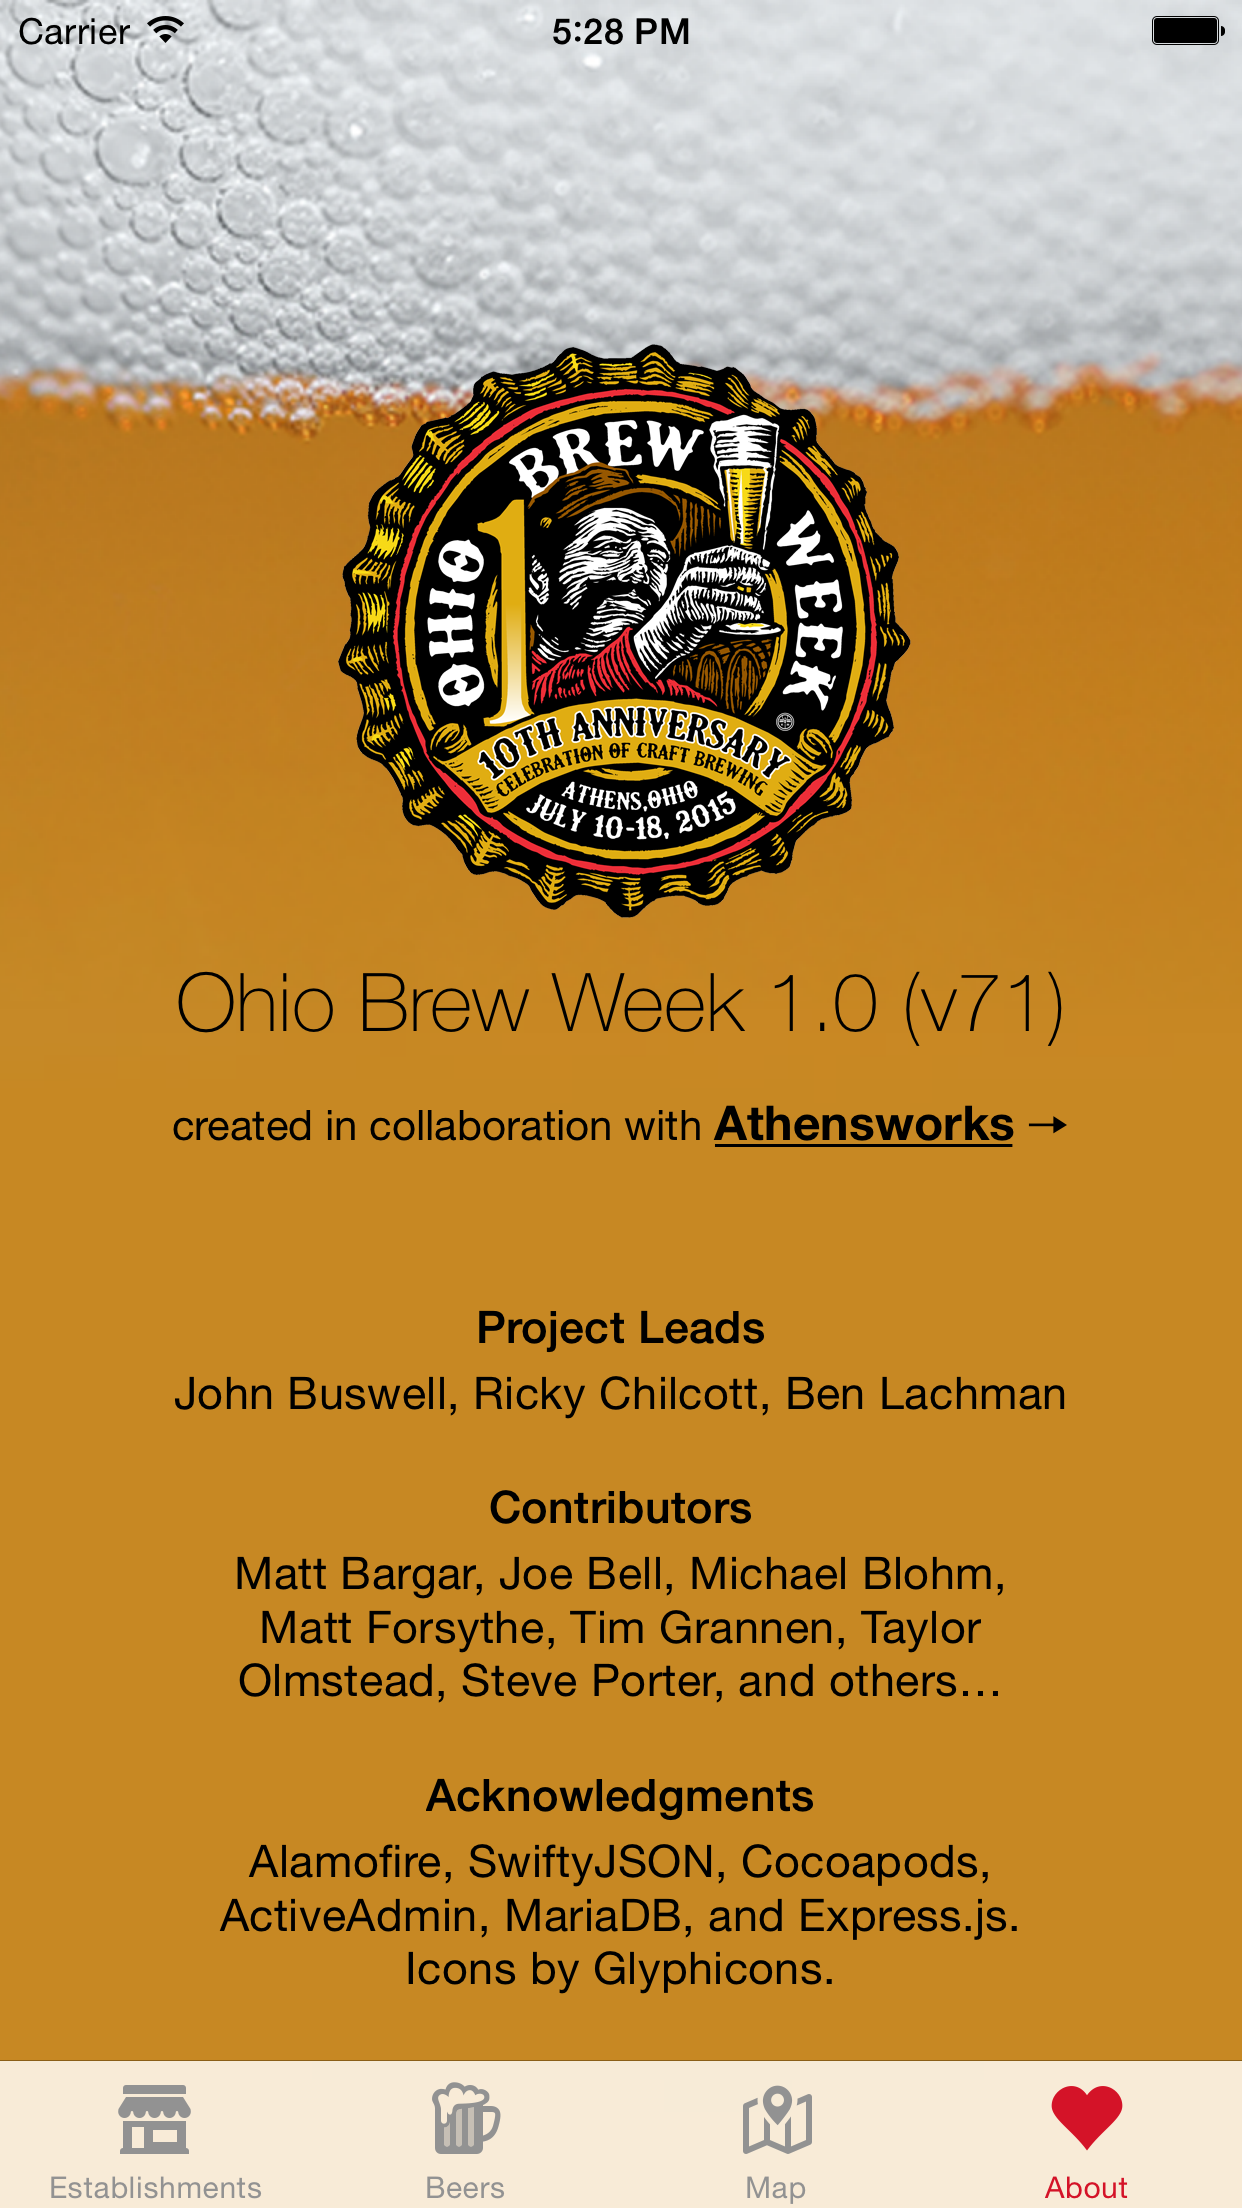 Carrier
5:28 PM
OHIO BREW WEEK
10TH ANNIVERSARY
CELEBRATION OF CRAFT BREWING
ATHENS, OHIO
JULY 10-18, 2015
Ohio Brew Week 1.0 (v71)
created in collaboration with Athensworks →
Project Leads
John Buswell, Ricky Chilcott, Ben Lachman
Contributors
Matt Bargar, Joe Bell, Michael Blohm,
Matt Forsythe, Tim Grannen, Taylor
Olmstead, Steve Porter, and others…
Acknowledgments
Alamofire, SwiftyJSON, Cocoapods,
ActiveAdmin, MariaDB, and Express.js.
Icons by Glyphicons.
Establishments
Beers
Map
About